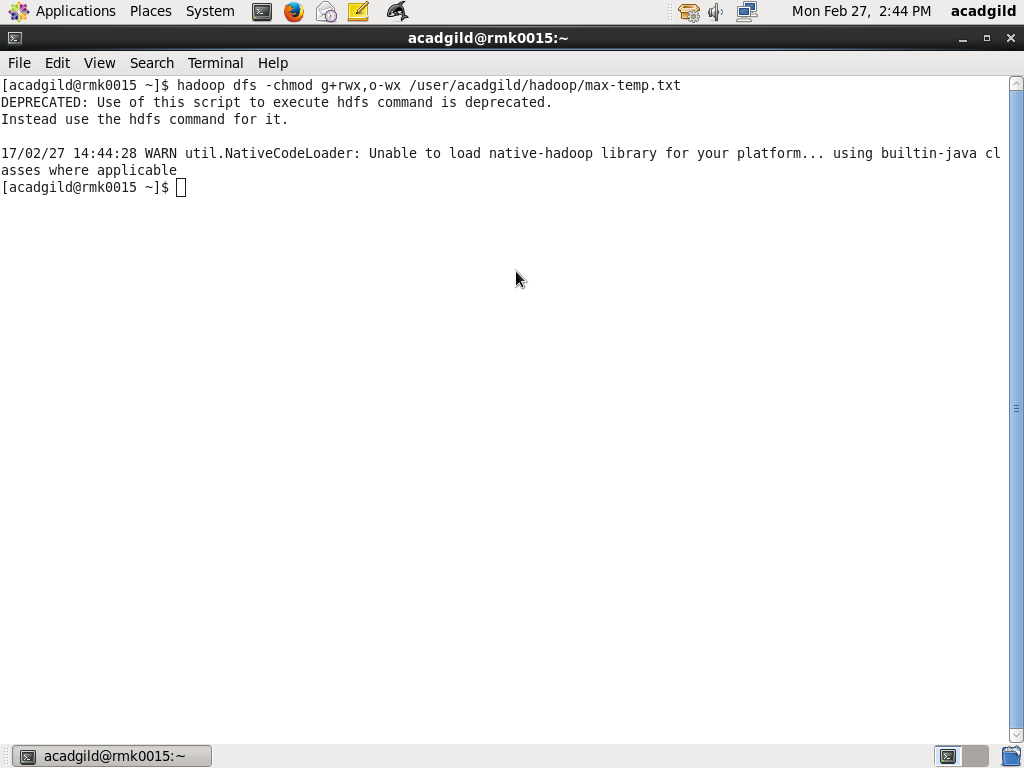 Applications Places System Mon Feb 27, 2:44 PM acadgild
acadgild@rmk0015:~
File Edit View Search Terminal Help
[acadgild@rmk0015 ~]$ hadoop dfs -chmod g+rwx,o-wx /user/acadgild/hadoop/max-temp.txt
DEPRECATED: Use of this script to execute hdfs command is deprecated.
Instead use the hdfs command for it.
17/02/27 14:44:28 WARN util.NativeCodeLoader: Unable to load native-hadoop library for your platform... using builtin-java cl
asses where applicable
[acadgild@rmk0015 ~]$
acadgild@rmk0015:~